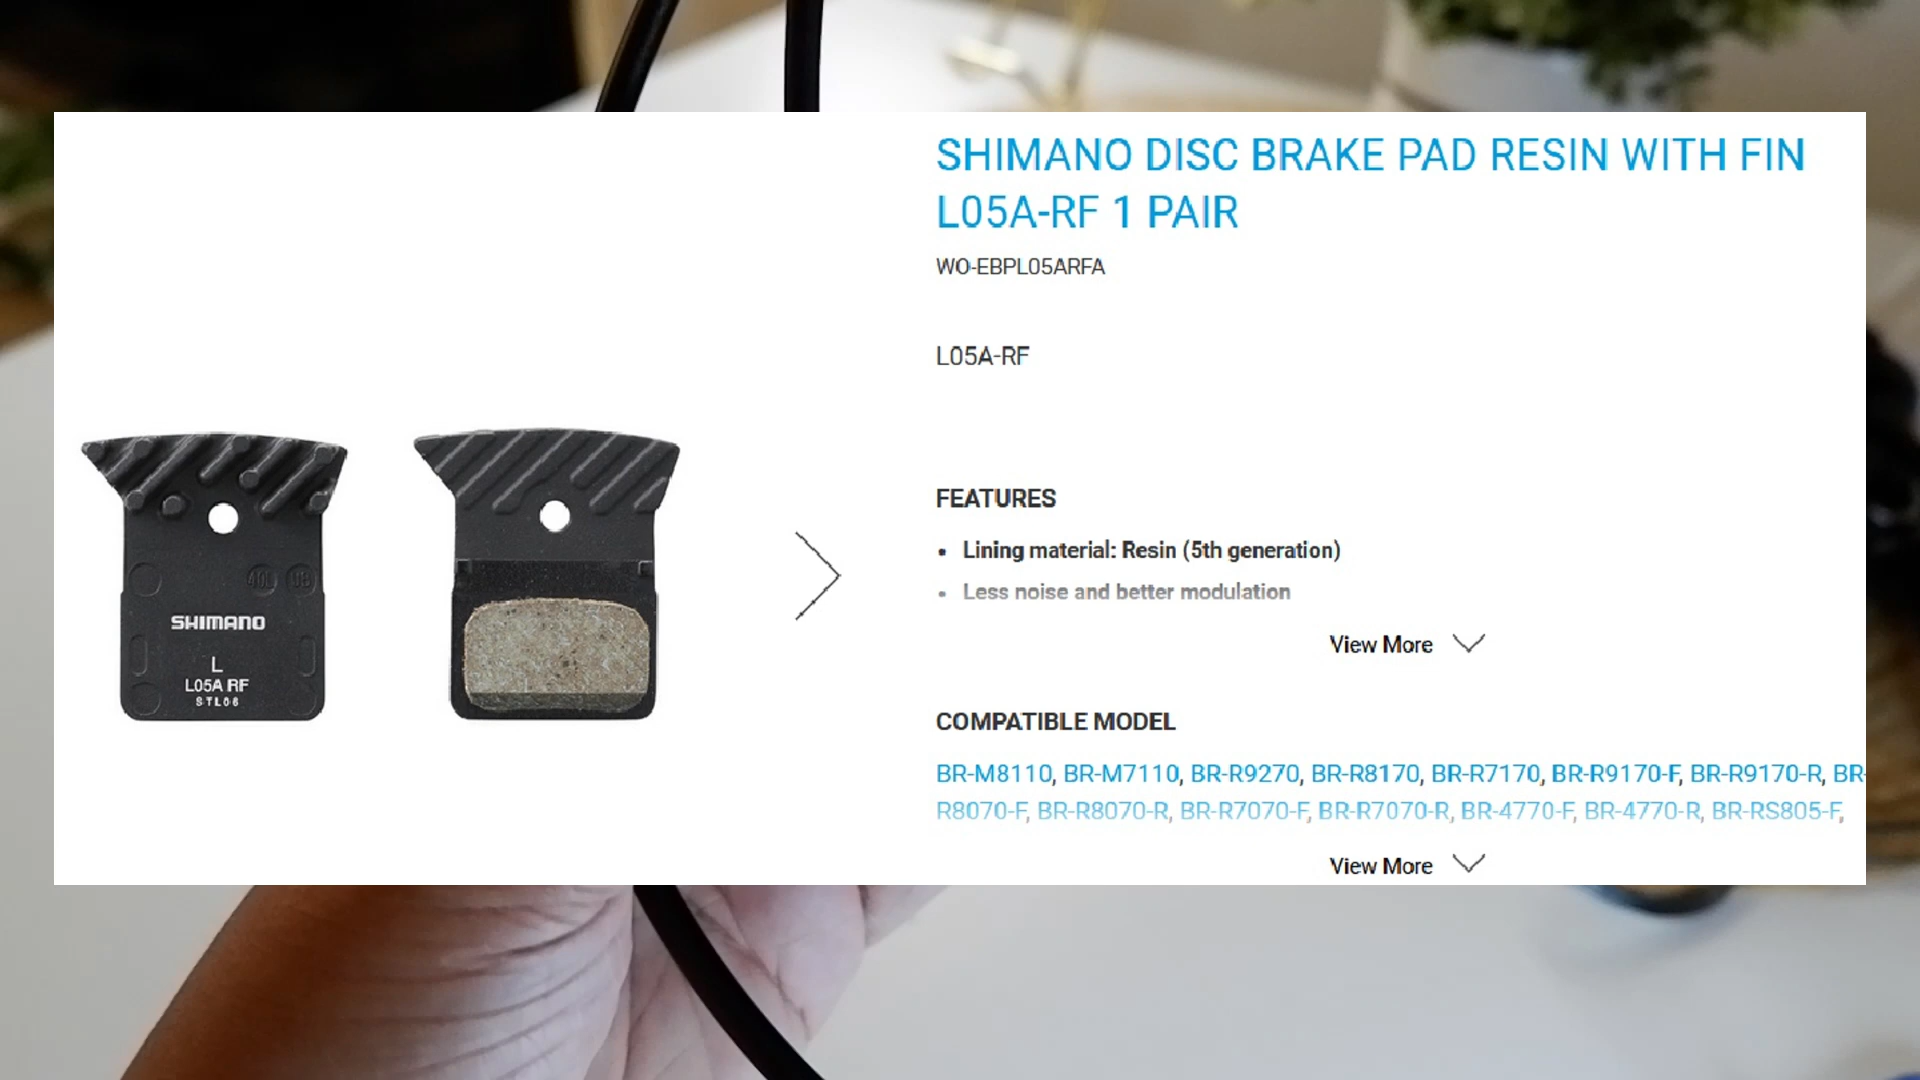 SHIMANO DISC BRAKE PAD RESIN WITH FIN
L05A-RF 1 PAIR
WO-EBPL05ARFA
L05A-RF
FEATURES
• Lining material: Resin (5th generation)
• Less noise and better modulation
View More
COMPATIBLE MODEL
BR-M8110, BR-M7110, BR-R9270, BR-R8170, BR-R7170, BR-R9170-F, BR-R9170-R, BR-
R8070-F, BR-R8070-R, BR-R7070-F, BR-R7070-R, BR-4770-F, BR-4770-R, BR-RS805-F,
View More
SHIMANO
L
L05A RF
STL06